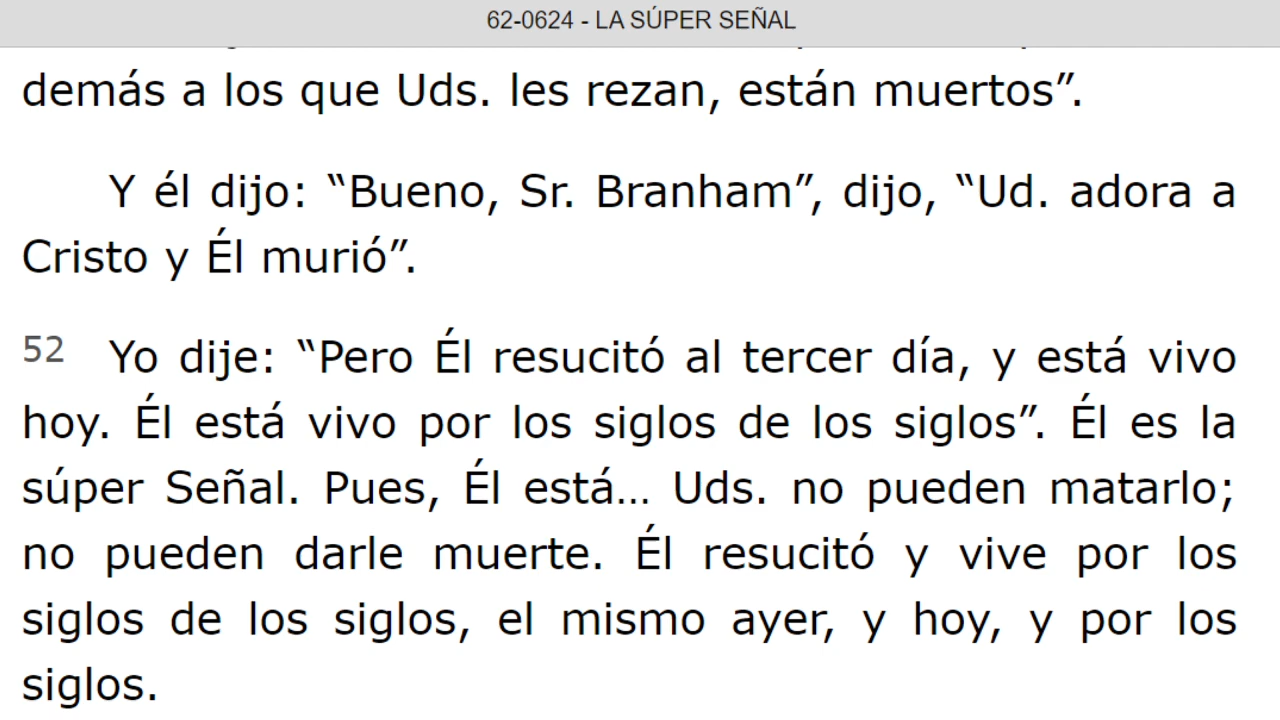 62-0624 - LA SÚPER SEÑAL
demás a los que Uds. les rezan, están muertos”.
Y él dijo: “Bueno, Sr. Branham”, dijo, “Ud. adora a
Cristo y Él murió”.
52 Yo dije: “Pero Él resucitó al tercer día, y está vivo
hoy. Él está vivo por los siglos de los siglos”. Él es la
súper Señal. Pues, Él está... Uds. no pueden matarlo;
no pueden darle muerte. Él resucitó y vive por los
siglos de los siglos, el mismo ayer, y hoy, y por los
siglos.